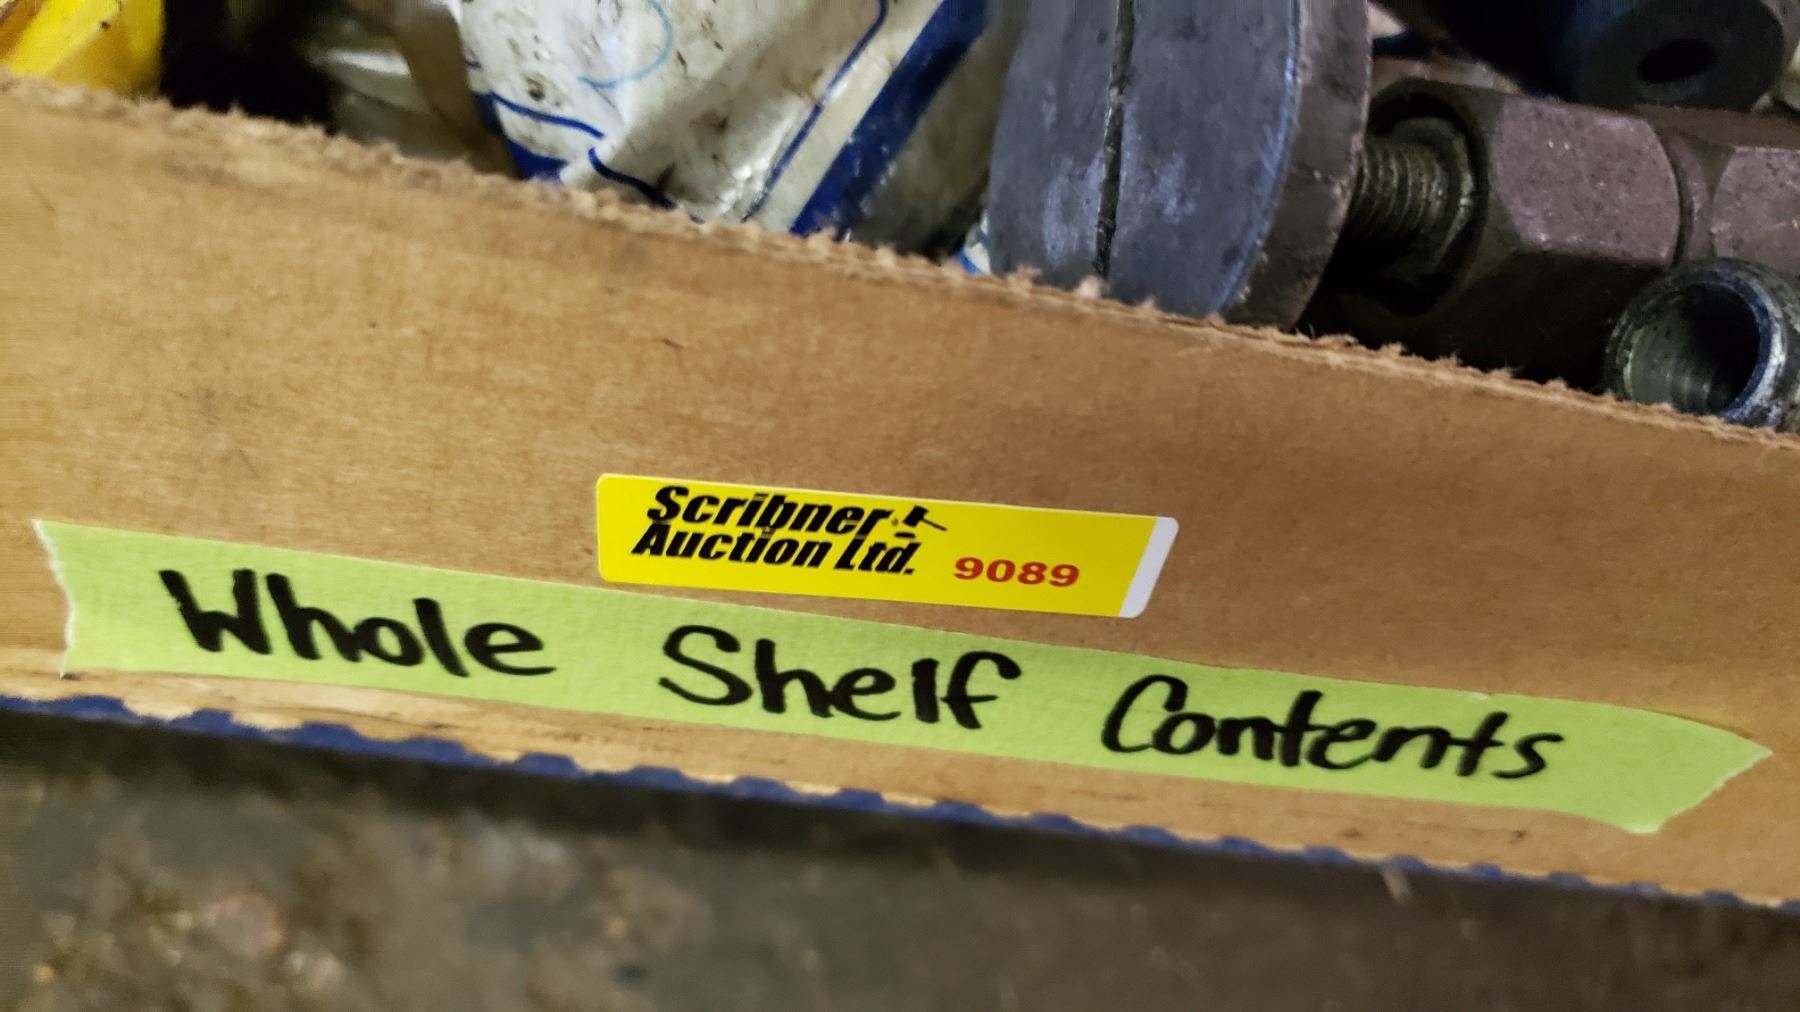 Scribner
Auction Ltd. 9089
Whole Shelf Contents